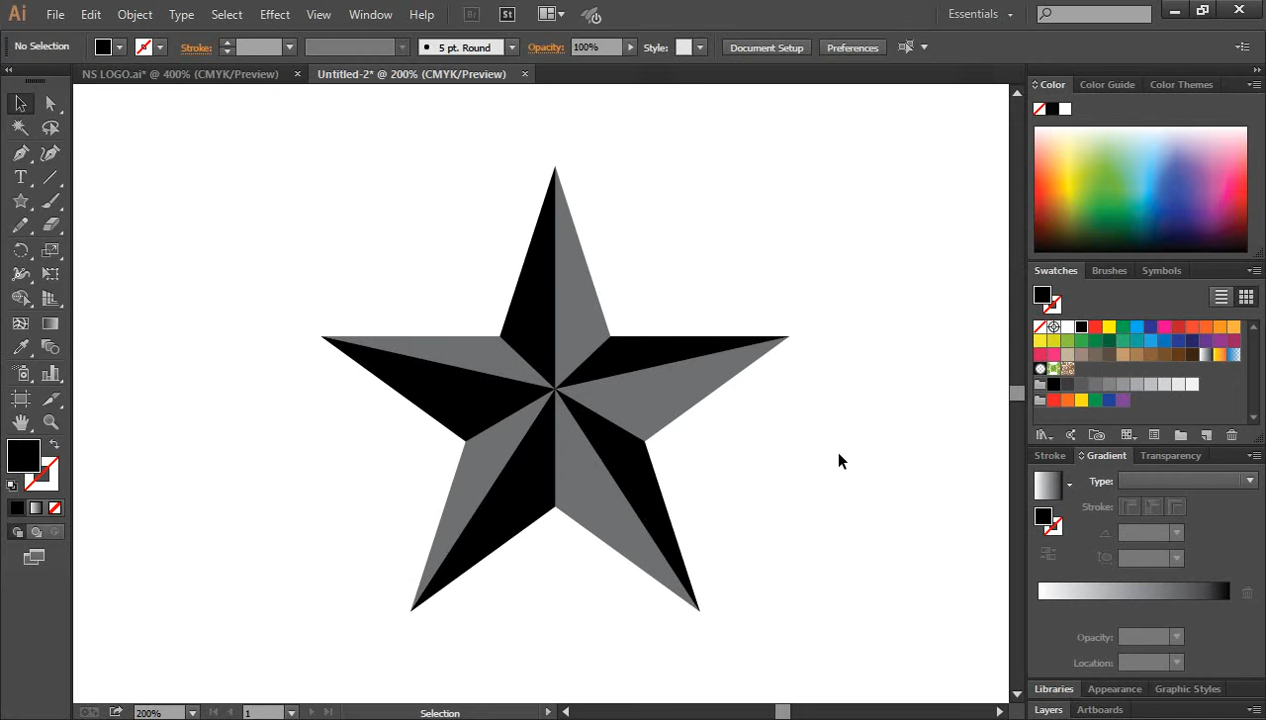 Ai File Edit Object Type Select Effect View Window Help Br St Essentials
No Selection Stroke: 5 pt. Round Opacity: 100% Style: Document Setup Preferences
NS LOGO.ai* @ 400% (CMYK/Preview) × Untitled-2* @ 200% (CMYK/Preview) ×
Color Color Guide Color Themes
Swatches Brushes Symbols
Stroke Gradient Transparency
Type:
Stroke:
Opacity:
Location:
Libraries Appearance Graphic Styles
Layers Artboards
200% 1 Selection